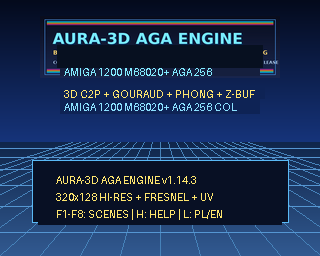 AURA-3D AGA ENGINE
AMIGA 1200 M68020+ AGA 256
3D C2P + GOURAUD + PHONG + Z-BUF
AMIGA 1200 M68020+ AGA 256 COL
AURA-3D AGA ENGINE v1.14.3
320x128 HI-RES + FRESNEL + UV
F1-F8: SCENES | H: HELP | L: PL/EN